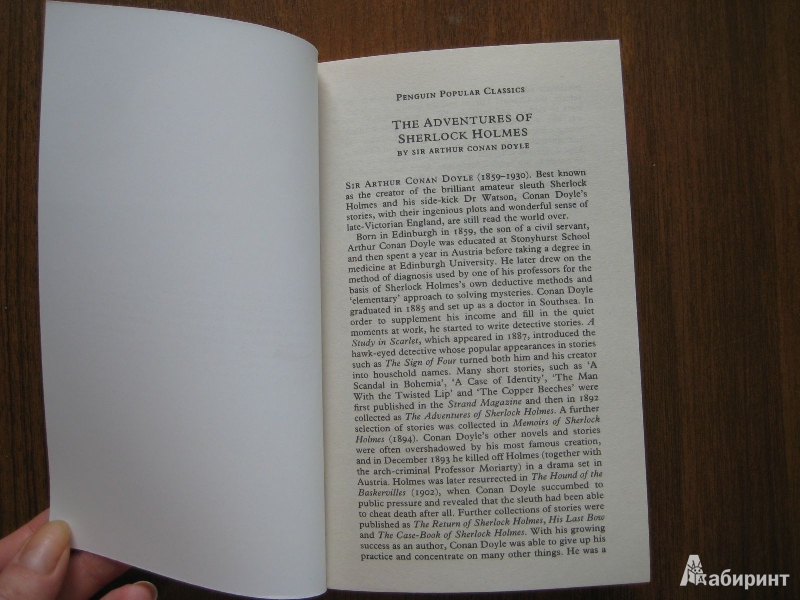 PENGUIN POPULAR CLASSICS
THE ADVENTURES OF
SHERLOCK HOLMES
BY SIR ARTHUR CONAN DOYLE
SIR ARTHUR CONAN DOYLE (1859–1930). Best known
as the creator of the brilliant amateur sleuth Sherlock
Holmes and his side-kick Dr Watson, Conan Doyle's
stories, with their ingenious plots and wonderful sense of
late-Victorian England, are still read the world over.
Born in Edinburgh in 1859, the son of a civil servant,
Arthur Conan Doyle was educated at Stonyhurst School
and then spent a year in Austria before taking a degree in
medicine at Edinburgh University. He later drew on the
method of diagnosis used by one of his professors for the
basis of Sherlock Holmes's own deductive methods and
‘elementary’ approach to solving mysteries. Conan Doyle
graduated in 1885 and set up as a doctor in Southsea. In
order to supplement his income and fill in the quiet
moments at work, he started to write detective stories. A
Study in Scarlet, which appeared in 1887, introduced the
hawk-eyed detective whose popular appearances in stories
such as The Sign of Four turned both him and his creator
into household names. Many short stories, such as ‘A
Scandal in Bohemia’, ‘A Case of Identity’, ‘The Man
With the Twisted Lip’ and ‘The Copper Beeches’ were
first published in the Strand Magazine and then in 1892
collected as The Adventures of Sherlock Holmes. A further
selection of stories was collected in Memoirs of Sherlock
Holmes (1894). Conan Doyle's other novels and stories
were often overshadowed by his most famous creation,
and in December 1893 he killed off Holmes (together with
the arch-criminal Professor Moriarty) in a drama set in
Austria. Holmes was later resurrected in The Hound of the
Baskervilles (1902), when Conan Doyle succumbed to
public pressure and revealed that the sleuth had been able
to cheat death after all. Further collections of stories were
published as The Return of Sherlock Holmes, His Last Bow
and The Case-Book of Sherlock Holmes. With his growing
success as an author, Conan Doyle was able to give up his
practice and concentrate on many other things. He was a
Лабиринт